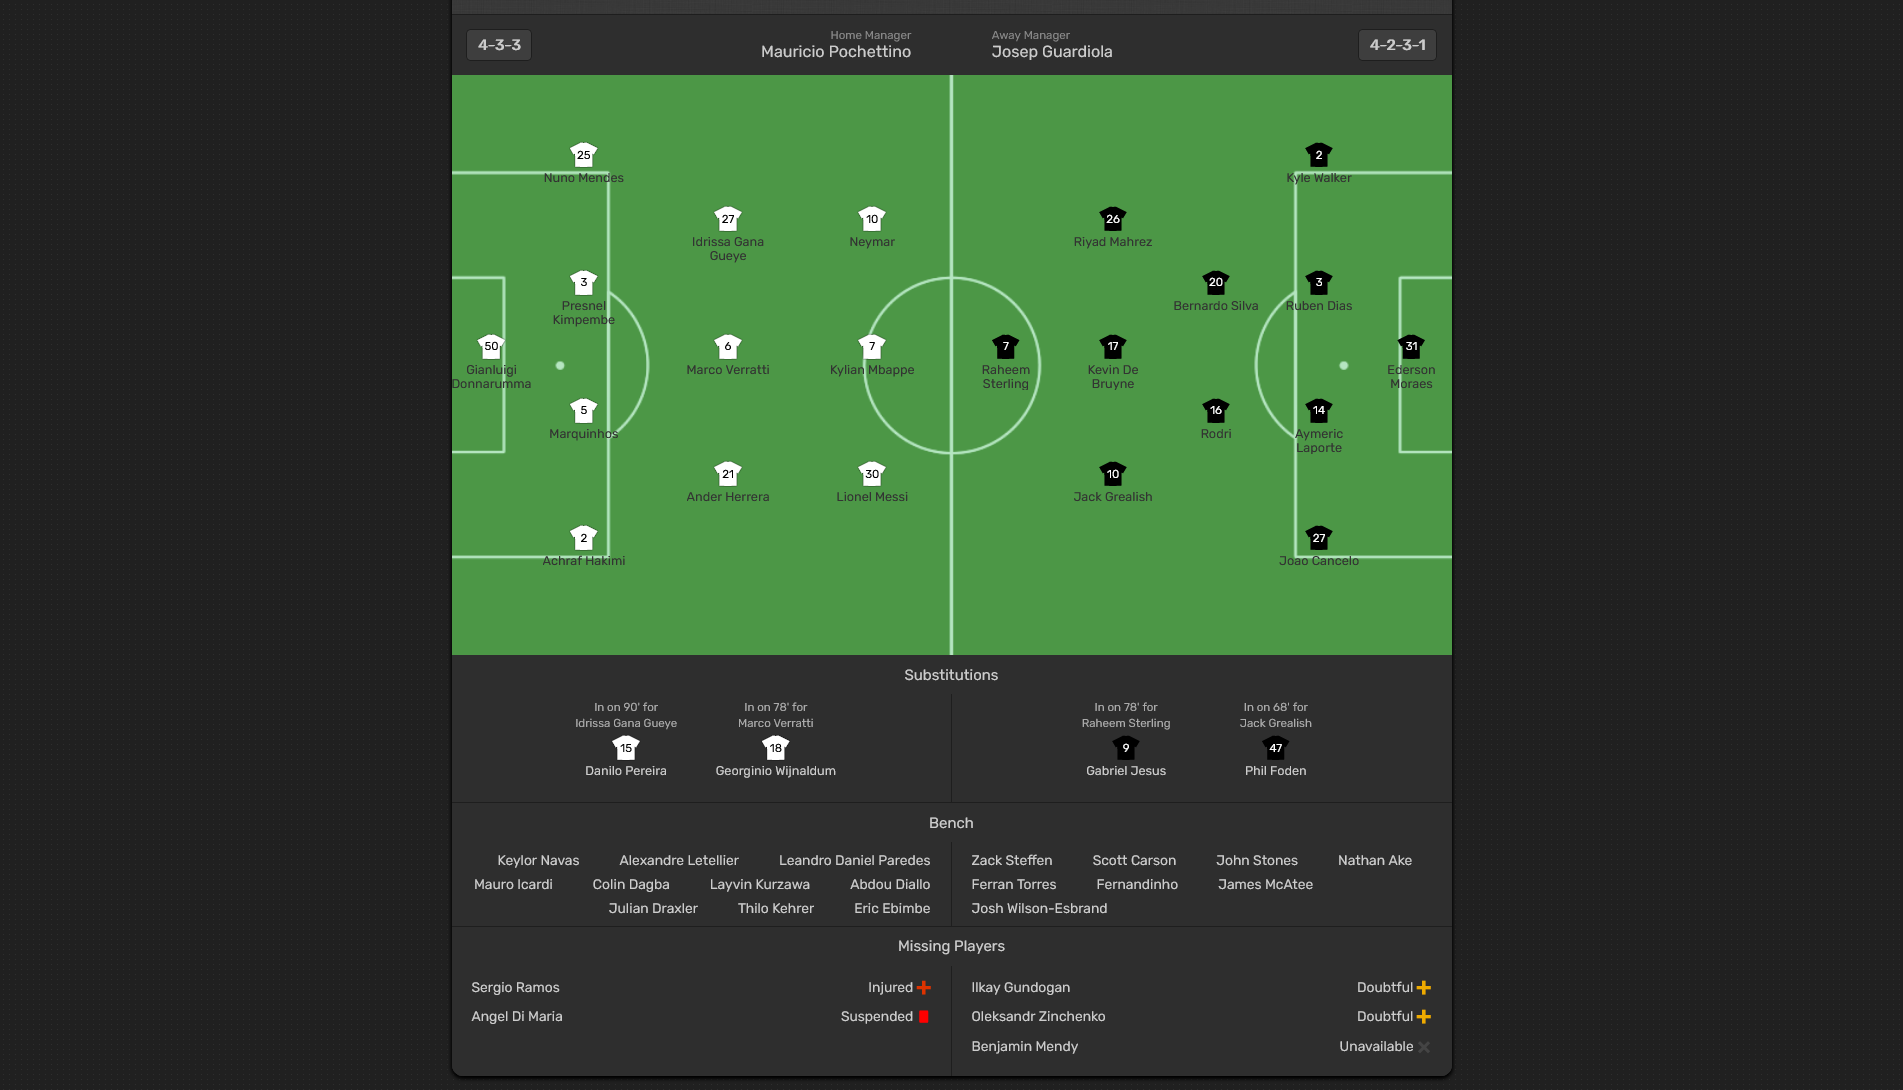 4-3-3
Home Manager
Mauricio Pochettino
Away Manager
Josep Guardiola
4-2-3-1
25
Nuno Mendes
27
Idrissa Gana
Gueye
10
Neymar
3
Presnel
Kimpembe
50
Gianluigi
Donnarumma
6
Marco Verratti
7
Kylian Mbappe
5
Marquinhos
21
Ander Herrera
30
Lionel Messi
2
Achraf Hakimi
2
Kyle Walker
26
Riyad Mahrez
20
Bernardo Silva
3
Ruben Dias
7
Raheem
Sterling
17
Kevin De
Bruyne
31
Ederson
Moraes
16
Rodri
14
Aymeric
Laporte
10
Jack Grealish
27
Joao Cancelo
Substitutions
In on 90' for
Idrissa Gana Gueye
15
Danilo Pereira
In on 78' for
Marco Verratti
18
Georginio Wijnaldum
In on 78' for
Raheem Sterling
9
Gabriel Jesus
In on 68' for
Jack Grealish
47
Phil Foden
Bench
Keylor Navas Alexandre Letellier Leandro Daniel Paredes
Mauro Icardi Colin Dagba Layvin Kurzawa Abdou Diallo
Julian Draxler Thilo Kehrer Eric Ebimbe
Zack Steffen Scott Carson John Stones Nathan Ake
Ferran Torres Fernandinho James McAtee
Josh Wilson-Esbrand
Missing Players
Sergio Ramos Injured
Angel Di Maria Suspended
Ilkay Gundogan Doubtful
Oleksandr Zinchenko Doubtful
Benjamin Mendy Unavailable